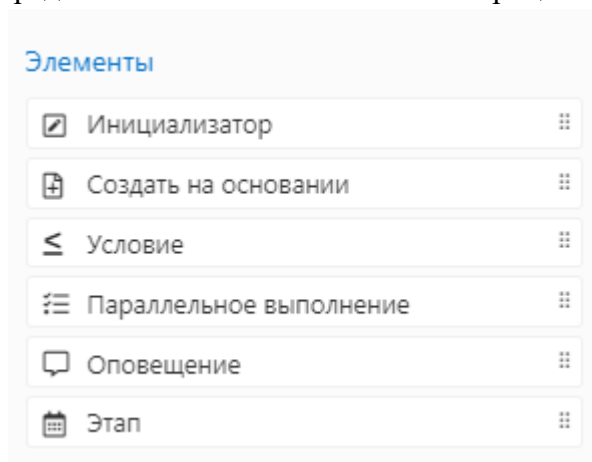 Элементы
Инициализатор
Создать на основании
Условие
Параллельное выполнение
Оповещение
Этап